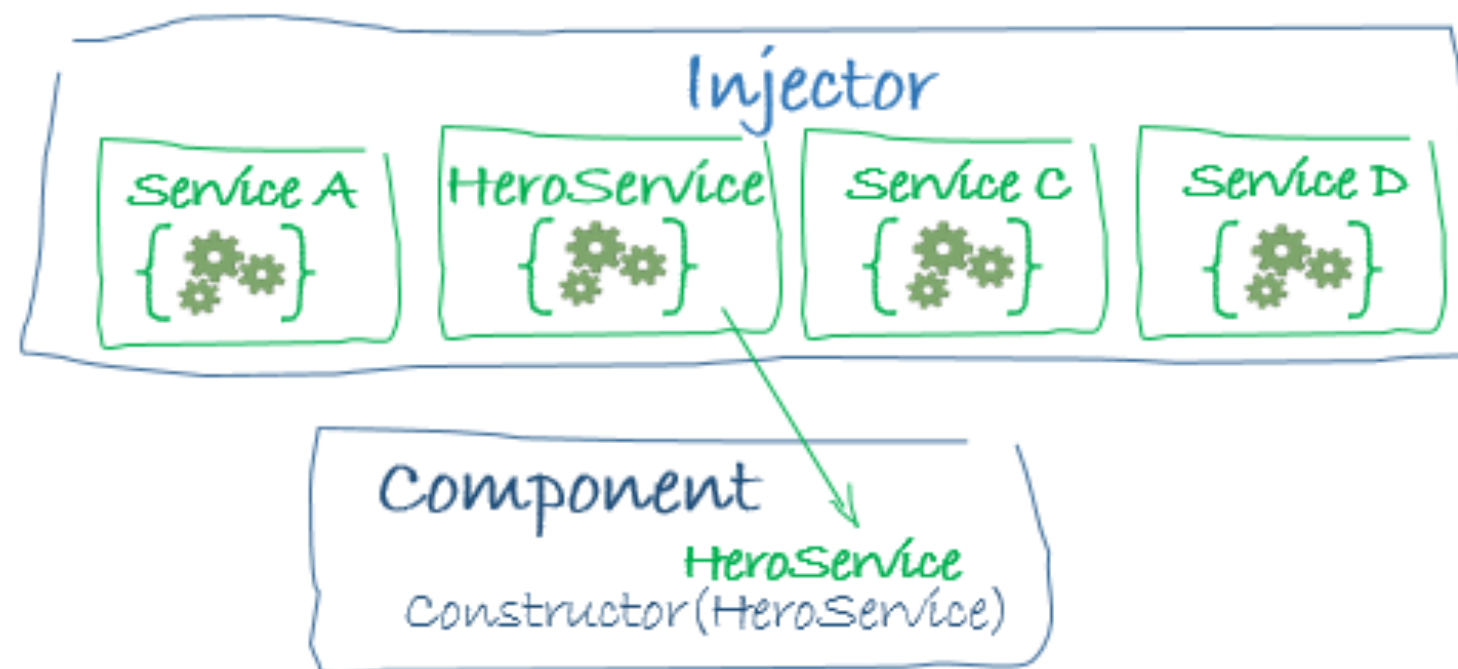 Injector
Service A
HeroService
Service C
Service D
Component
HeroService
Constructor(HeroService)